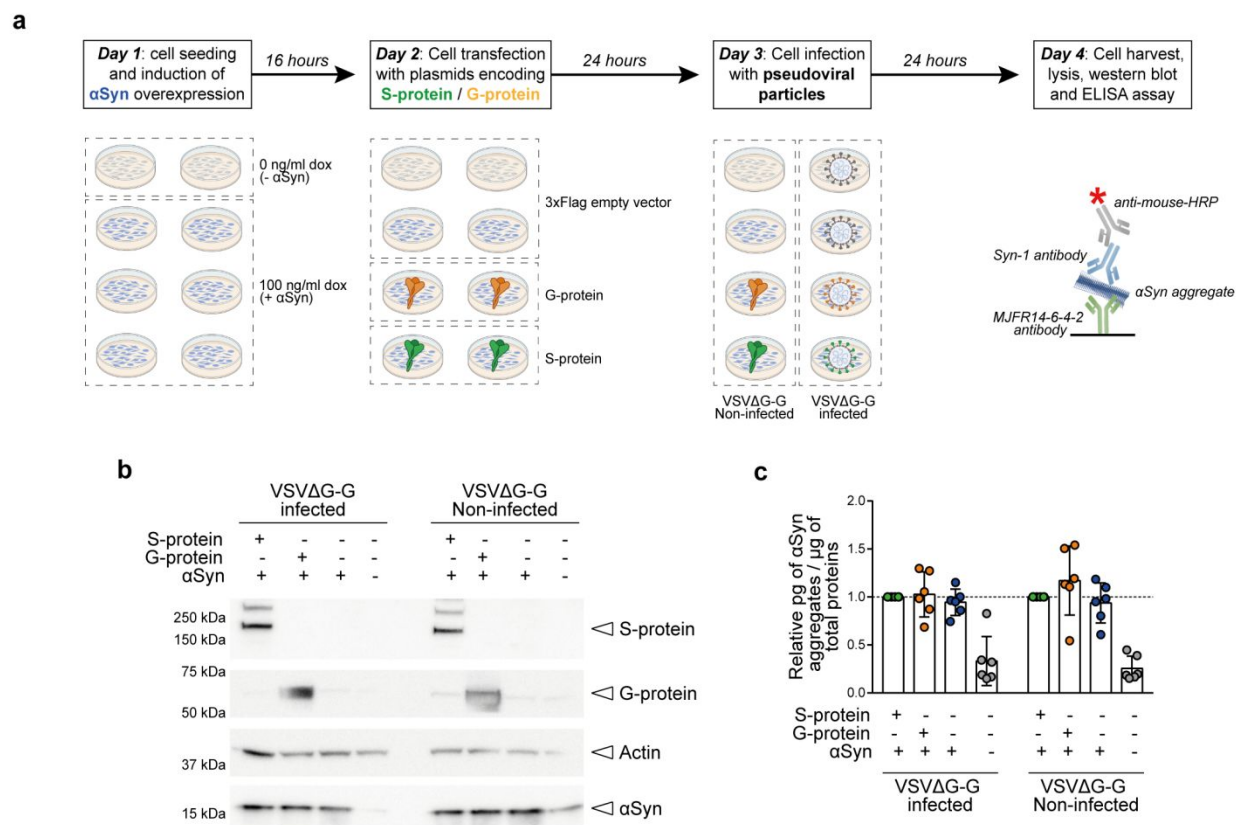 a
Day 1: cell seeding
and induction of
αSyn overexpression
16 hours
Day 2: Cell transfection
with plasmids encoding
S-protein / G-protein
24 hours
Day 3: Cell infection
with pseudoviral
particles
24 hours
Day 4: Cell harvest,
lysis, western blot
and ELISA assay
0 ng/ml dox
(- αSyn)
100 ng/ml dox
(+ αSyn)
3xFlag empty vector
G-protein
S-protein
VSVΔG-G
Non-infected
VSVΔG-G
infected
*
anti-mouse-HRP
Syn-1 antibody
αSyn aggregate
MJFR14-6-4-2
antibody
b
VSVΔG-G
infected
VSVΔG-G
Non-infected
S-protein + - - - + - - -
G-protein - + - - - + - -
αSyn + + + - + + + -
250 kDa
150 kDa
S-protein
75 kDa
50 kDa
G-protein
37 kDa
Actin
15 kDa
αSyn
c
Relative pg of αSyn
aggregates / µg of
total proteins
2.0
1.5
1.0
0.5
0.0
S-protein + - - - + - - -
G-protein - + - - - + - -
αSyn + + + - + + + -
VSVΔG-G
infected
VSVΔG-G
Non-infected